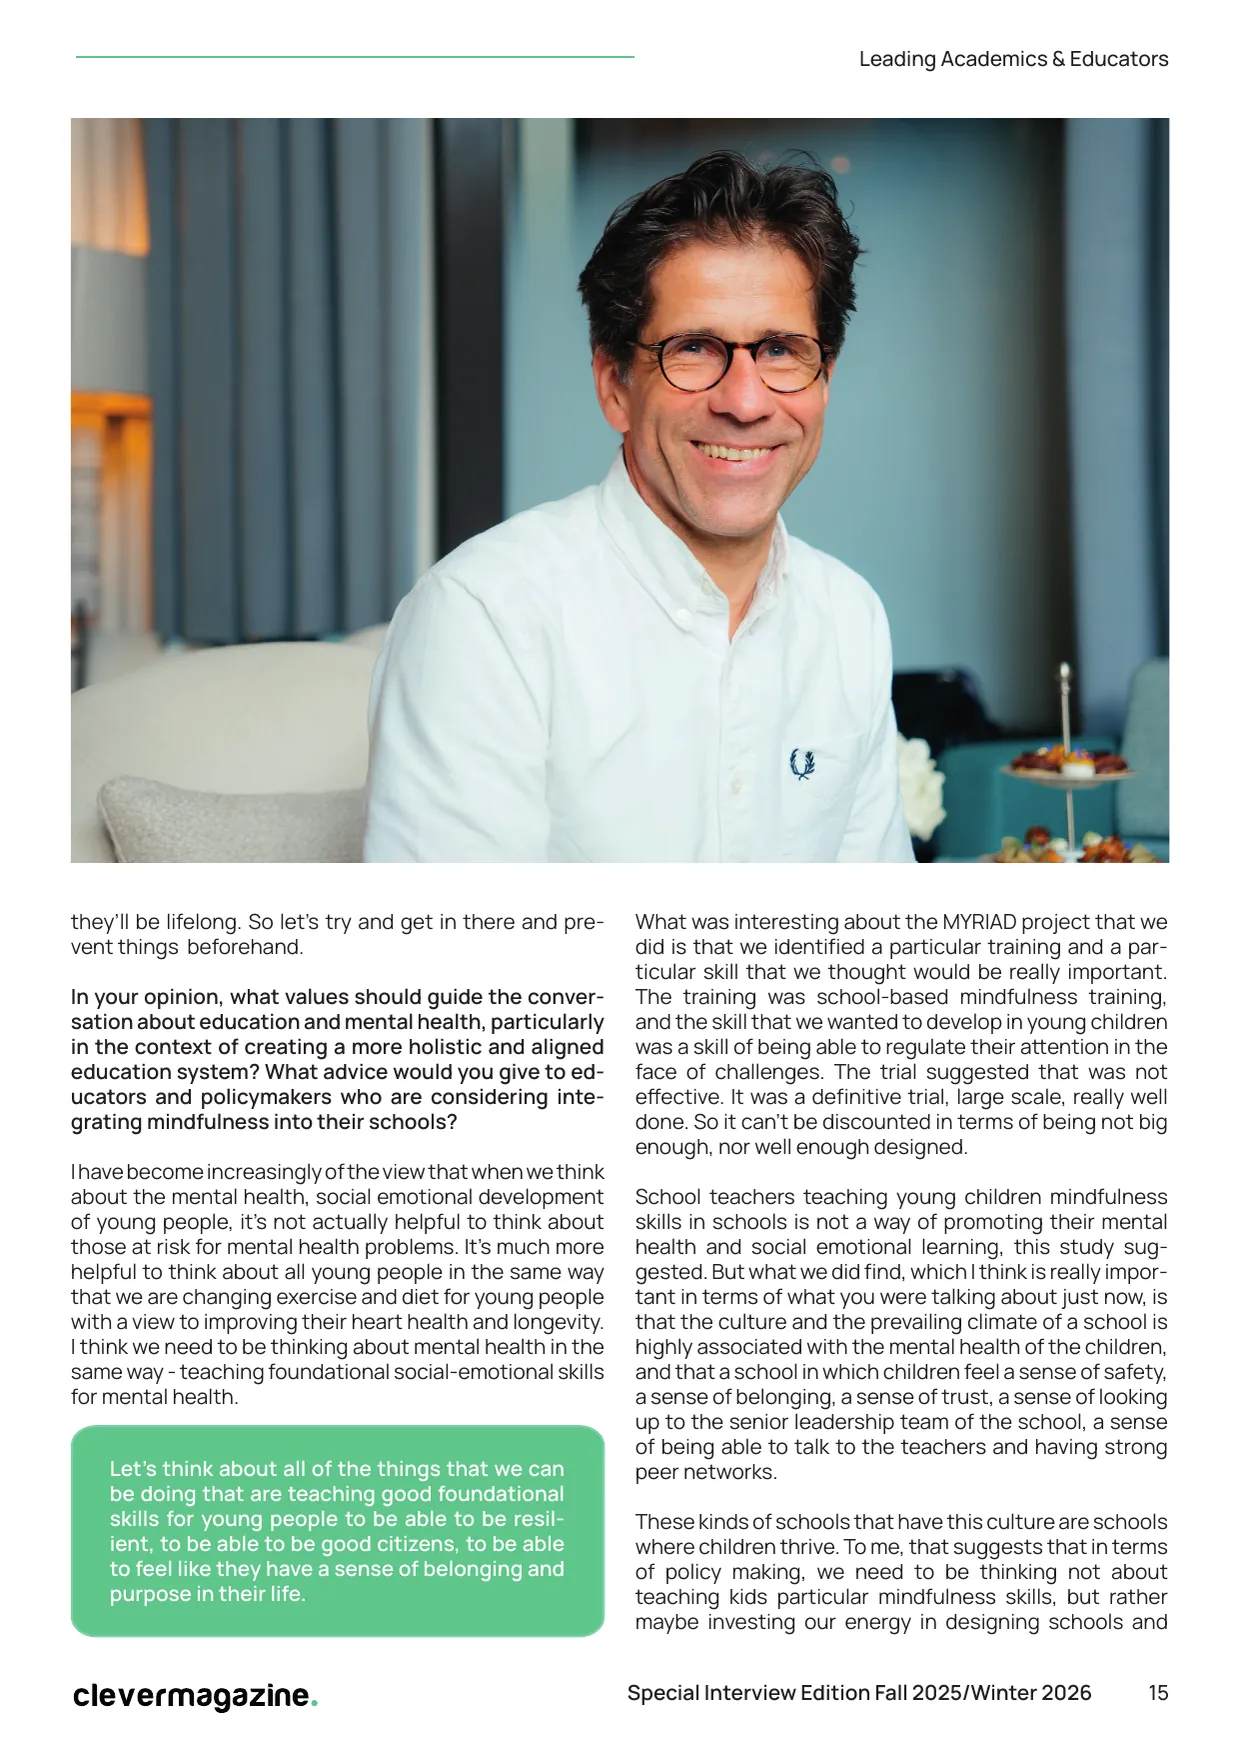 Leading Academics & Educators
they’ll be lifelong. So let’s try and get in there and pre-
vent things  beforehand.
In your opinion, what values should guide the conver-
sation about education and mental health, particularly
in the context of creating a more holistic and aligned
education system? What advice would you give to ed-
ucators and policymakers who are considering inte-
grating mindfulness into their schools?
I have become increasingly of the view that when we think
about the mental health, social emotional development
of young people, it’s not actually helpful to think about
those at risk for mental health problems. It’s much more
helpful to think about all young people in the same way
that we are changing exercise and diet for young people
with a view to improving their heart health and longevity.
I think we need to be thinking about mental health in the
same way - teaching foundational social-emotional skills
for mental health.
Let’s think about all of the things that we can
be doing that are teaching good foundational
skills for young people to be able to be resil-
ient, to be able to be good citizens, to be able
to feel like they have a sense of belonging and
purpose in their life.
What was interesting about the MYRIAD project that we
did is that we identified a particular training and a par-
ticular skill that we thought would be really important.
The training was school-based mindfulness training,
and the skill that we wanted to develop in young children
was a skill of being able to regulate their attention in the
face of challenges. The trial suggested that was not
effective. It was a definitive trial, large scale, really well
done. So it can’t be discounted in terms of being not big
enough, nor well enough designed.
School teachers teaching young children mindfulness
skills in schools is not a way of promoting their mental
health and social emotional learning, this study sug-
gested. But what we did find, which I think is really impor-
tant in terms of what you were talking about just now, is
that the culture and the prevailing climate of a school is
highly associated with the mental health of the children,
and that a school in which children feel a sense of safety,
a sense of belonging, a sense of trust, a sense of looking
up to the senior leadership team of the school, a sense
of being able to talk to the teachers and having strong
peer networks.
These kinds of schools that have this culture are schools
where children thrive. To me, that suggests that in terms
of policy making, we need to be thinking not about
teaching kids particular mindfulness skills, but rather
maybe investing our energy in designing schools and
clevermagazine.
Special Interview Edition Fall 2025/Winter 2026
15